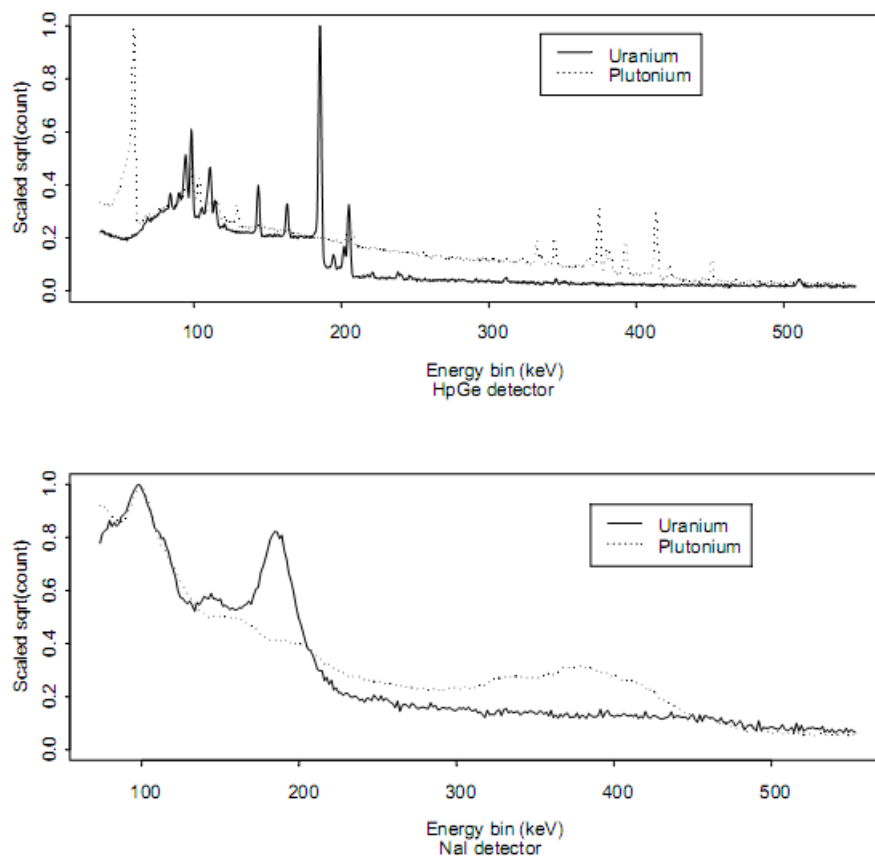 Scaled sqrt(count)
0.0 0.2 0.4 0.6 0.8 1.0
Uranium
Plutonium
100 200 300 400 500
Energy bin (keV)
HpGe detector
Scaled sqrt(count)
0.0 0.2 0.4 0.6 0.8 1.0
Uranium
Plutonium
100 200 300 400 500
Energy bin (keV)
NaI detector